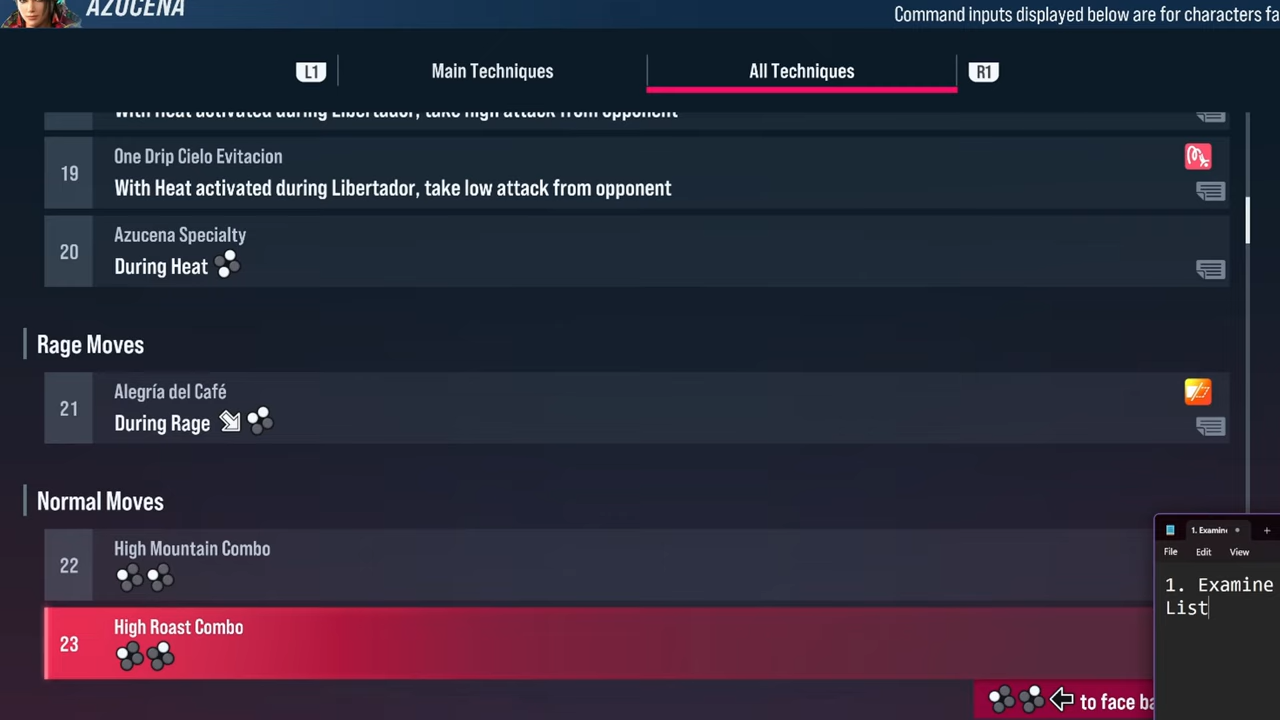 AZUCENA
Command inputs displayed below are for characters fa
L1
Main Techniques
All Techniques
R1
With Heat activated during Libertador, take high attack from opponent
19
One Drip Cielo Evitacion
With Heat activated during Libertador, take low attack from opponent
20
Azucena Specialty
During Heat
Rage Moves
21
Alegría del Café
During Rage
Normal Moves
22
High Mountain Combo
23
High Roast Combo
to face ba
1. Examin
File Edit View
1. Examine
List